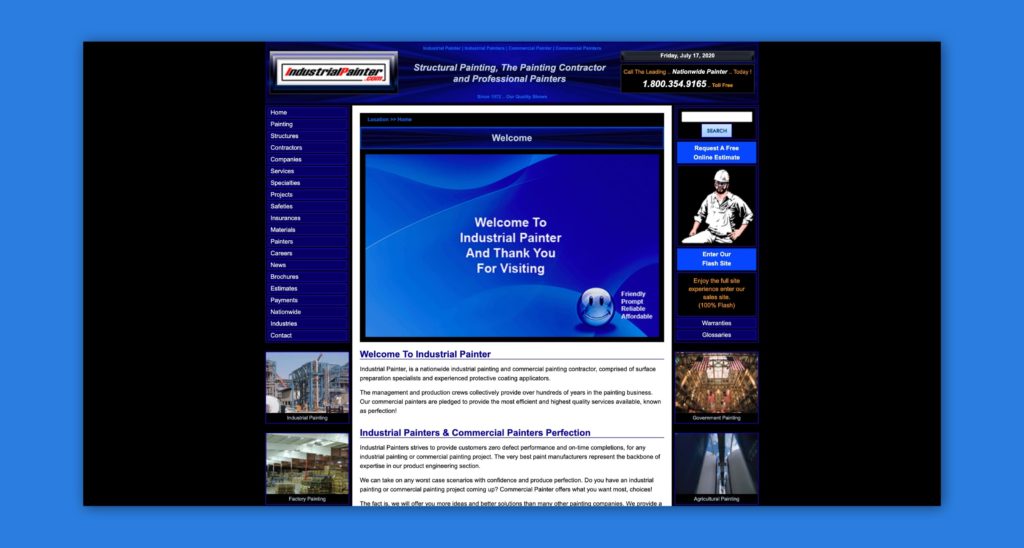 Industrial Painter | Industrial Painters | Commercial Painter | Commercial Painters
IndustrialPainter
.com
Structural Painting, The Painting Contractor
and Professional Painters
Since 1972 .. Our Quality Shows
Friday, July 17, 2020
Call The Leading .. Nationwide Painter .. Today !
1.800.354.9165 .. Toll Free
Home
Painting
Structures
Contractors
Companies
Services
Specialties
Projects
Safeties
Insurances
Materials
Painters
Careers
News
Brochures
Estimates
Payments
Nationwide
Industries
Contact
Industrial Painting
Factory Painting
Location >> Home
Welcome
Welcome To
Industrial Painter
And Thank You
For Visiting
Friendly
Prompt
Reliable
Affordable
Welcome To Industrial Painter
Industrial Painter, is a nationwide industrial painting and commercial painting contractor, comprised of surface
preparation specialists and experienced protective coating applicators.
The management and production crews collectively provide over hundreds of years in the painting business.
Our commercial painters are pledged to provide the most efficient and highest quality services available, known
as perfection!
Industrial Painters & Commercial Painters Perfection
Industrial Painters strives to provide customers zero defect performance and on-time completions, for any
industrial painting or commercial painting project. The very best paint manufacturers represent the backbone of
expertise in our product engineering section.
We can take on any worst case scenarios with confidence and produce perfection. Do you have an industrial
painting or commercial painting project coming up? Commercial Painter offers what you want most, choices!
The fact is, we will offer you more ideas and better solutions than many other painting companies. We provide a
SEARCH
Request A Free
Online Estimate
Enter Our
Flash Site
Enjoy the full site
experience enter our
sales site.
(100% Flash)
Warranties
Glossaries
Government Painting
Agricultural Painting